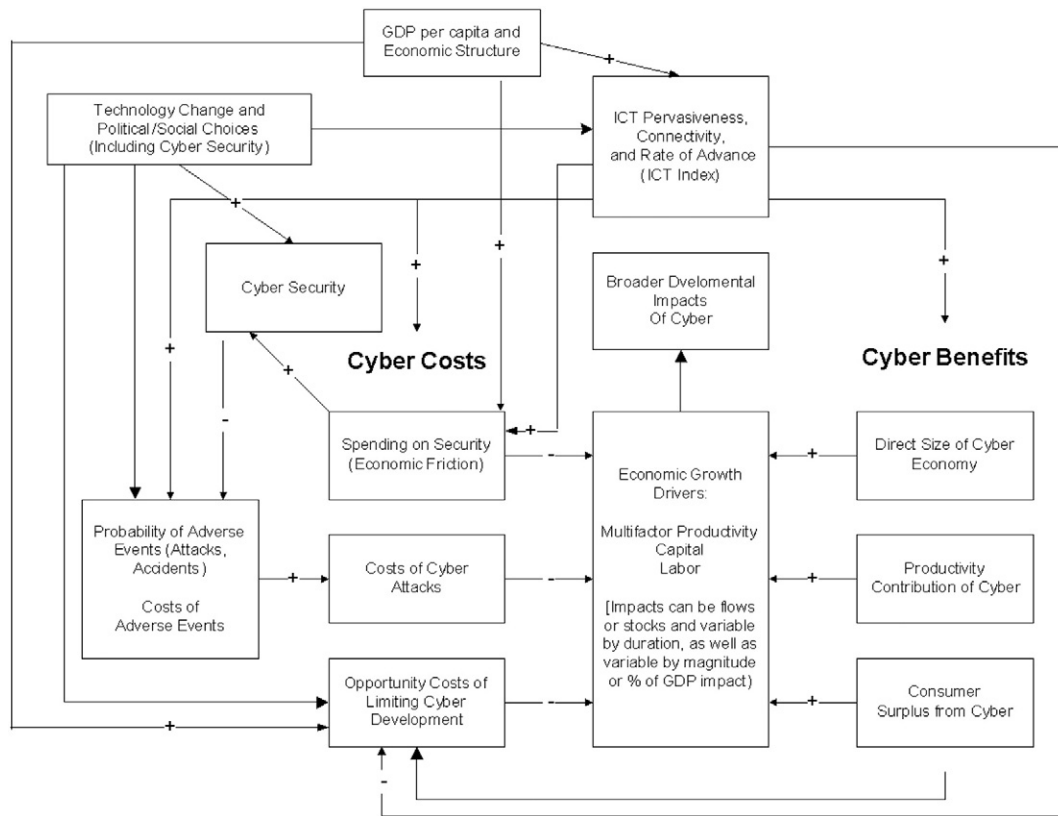 GDP per capita and
Economic Structure
+
Technology Change and
Political/Social Choices
(Including Cyber Security)
ICT Pervasiveness,
Connectivity,
and Rate of Advance
(ICT Index)
+
+
+
+
+
+
Cyber Security
Broader Dvelomental
Impacts
Of Cyber
+
Cyber Costs
Cyber Benefits
+
-
Spending on Security
(Economic Friction)
+
-
Economic Growth
Drivers:
Multifactor Productivity
Capital
Labor
[Impacts can be flows
or stocks and variable
by duration, as well as
variable by magnitude
or % of GDP impact)
+
Direct Size of Cyber
Economy
Probability of Adverse
Events (Attacks,
Accidents)
Costs of
Adverse Events
+
Costs of Cyber
Attacks
-
+
Productivity
Contribution of Cyber
Opportunity Costs of
Limiting Cyber
Development
-
+
Consumer
Surplus from Cyber
+
-